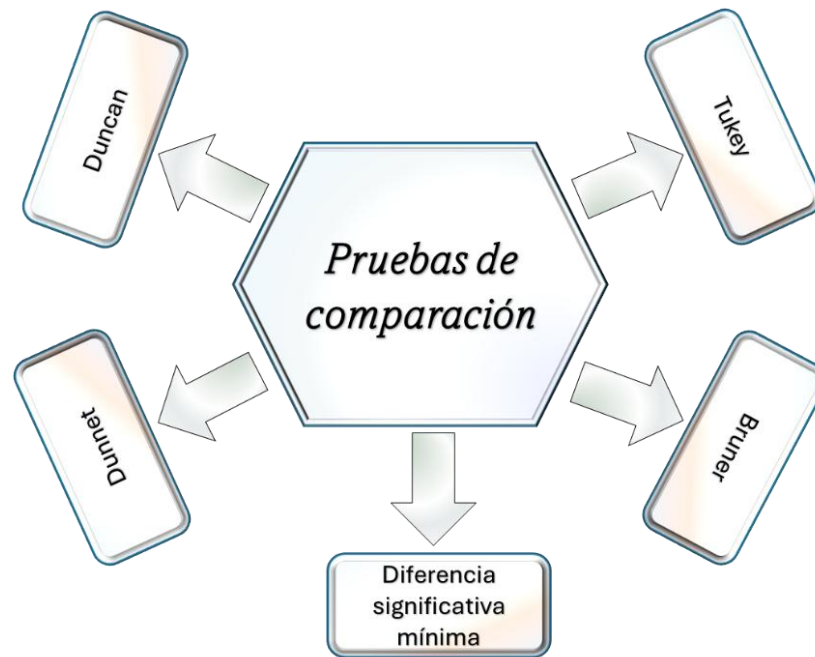 Duncan
Tukey
Pruebas de
comparación
Dunnet
Bruner
Diferencia
significativa
mínima